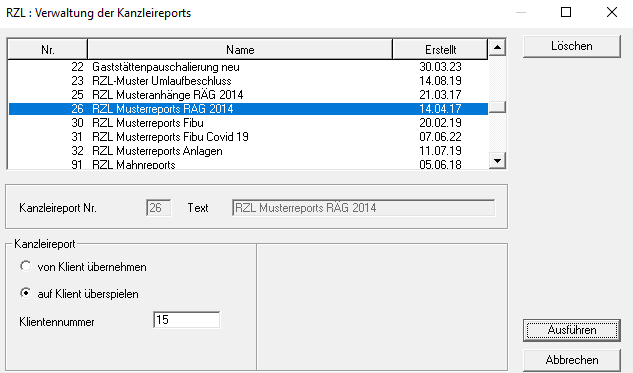 RZL : Verwaltung der Kanzleireports
Nr. Name Erstellt
22 Gaststättenpauschalierung neu 30.03.23
23 RZL-Muster Umlaufbeschluss 14.08.19
25 RZL Musteranhänge RÄG 2014 21.03.17
26 RZL Musterreports RÄG 2014 14.04.17
30 RZL Musterreports Fibu 20.02.19
31 RZL Musterreports Fibu Covid 19 07.06.22
32 RZL Musterreports Anlagen 11.07.19
91 RZL Mahnreports 05.06.18
Löschen
Kanzleireport Nr. 26 Text RZL Musterreports RÄG 2014
Kanzleireport
von Klient übernehmen
auf Klient überspielen
Klientennummer 15
Ausführen
Abbrechen